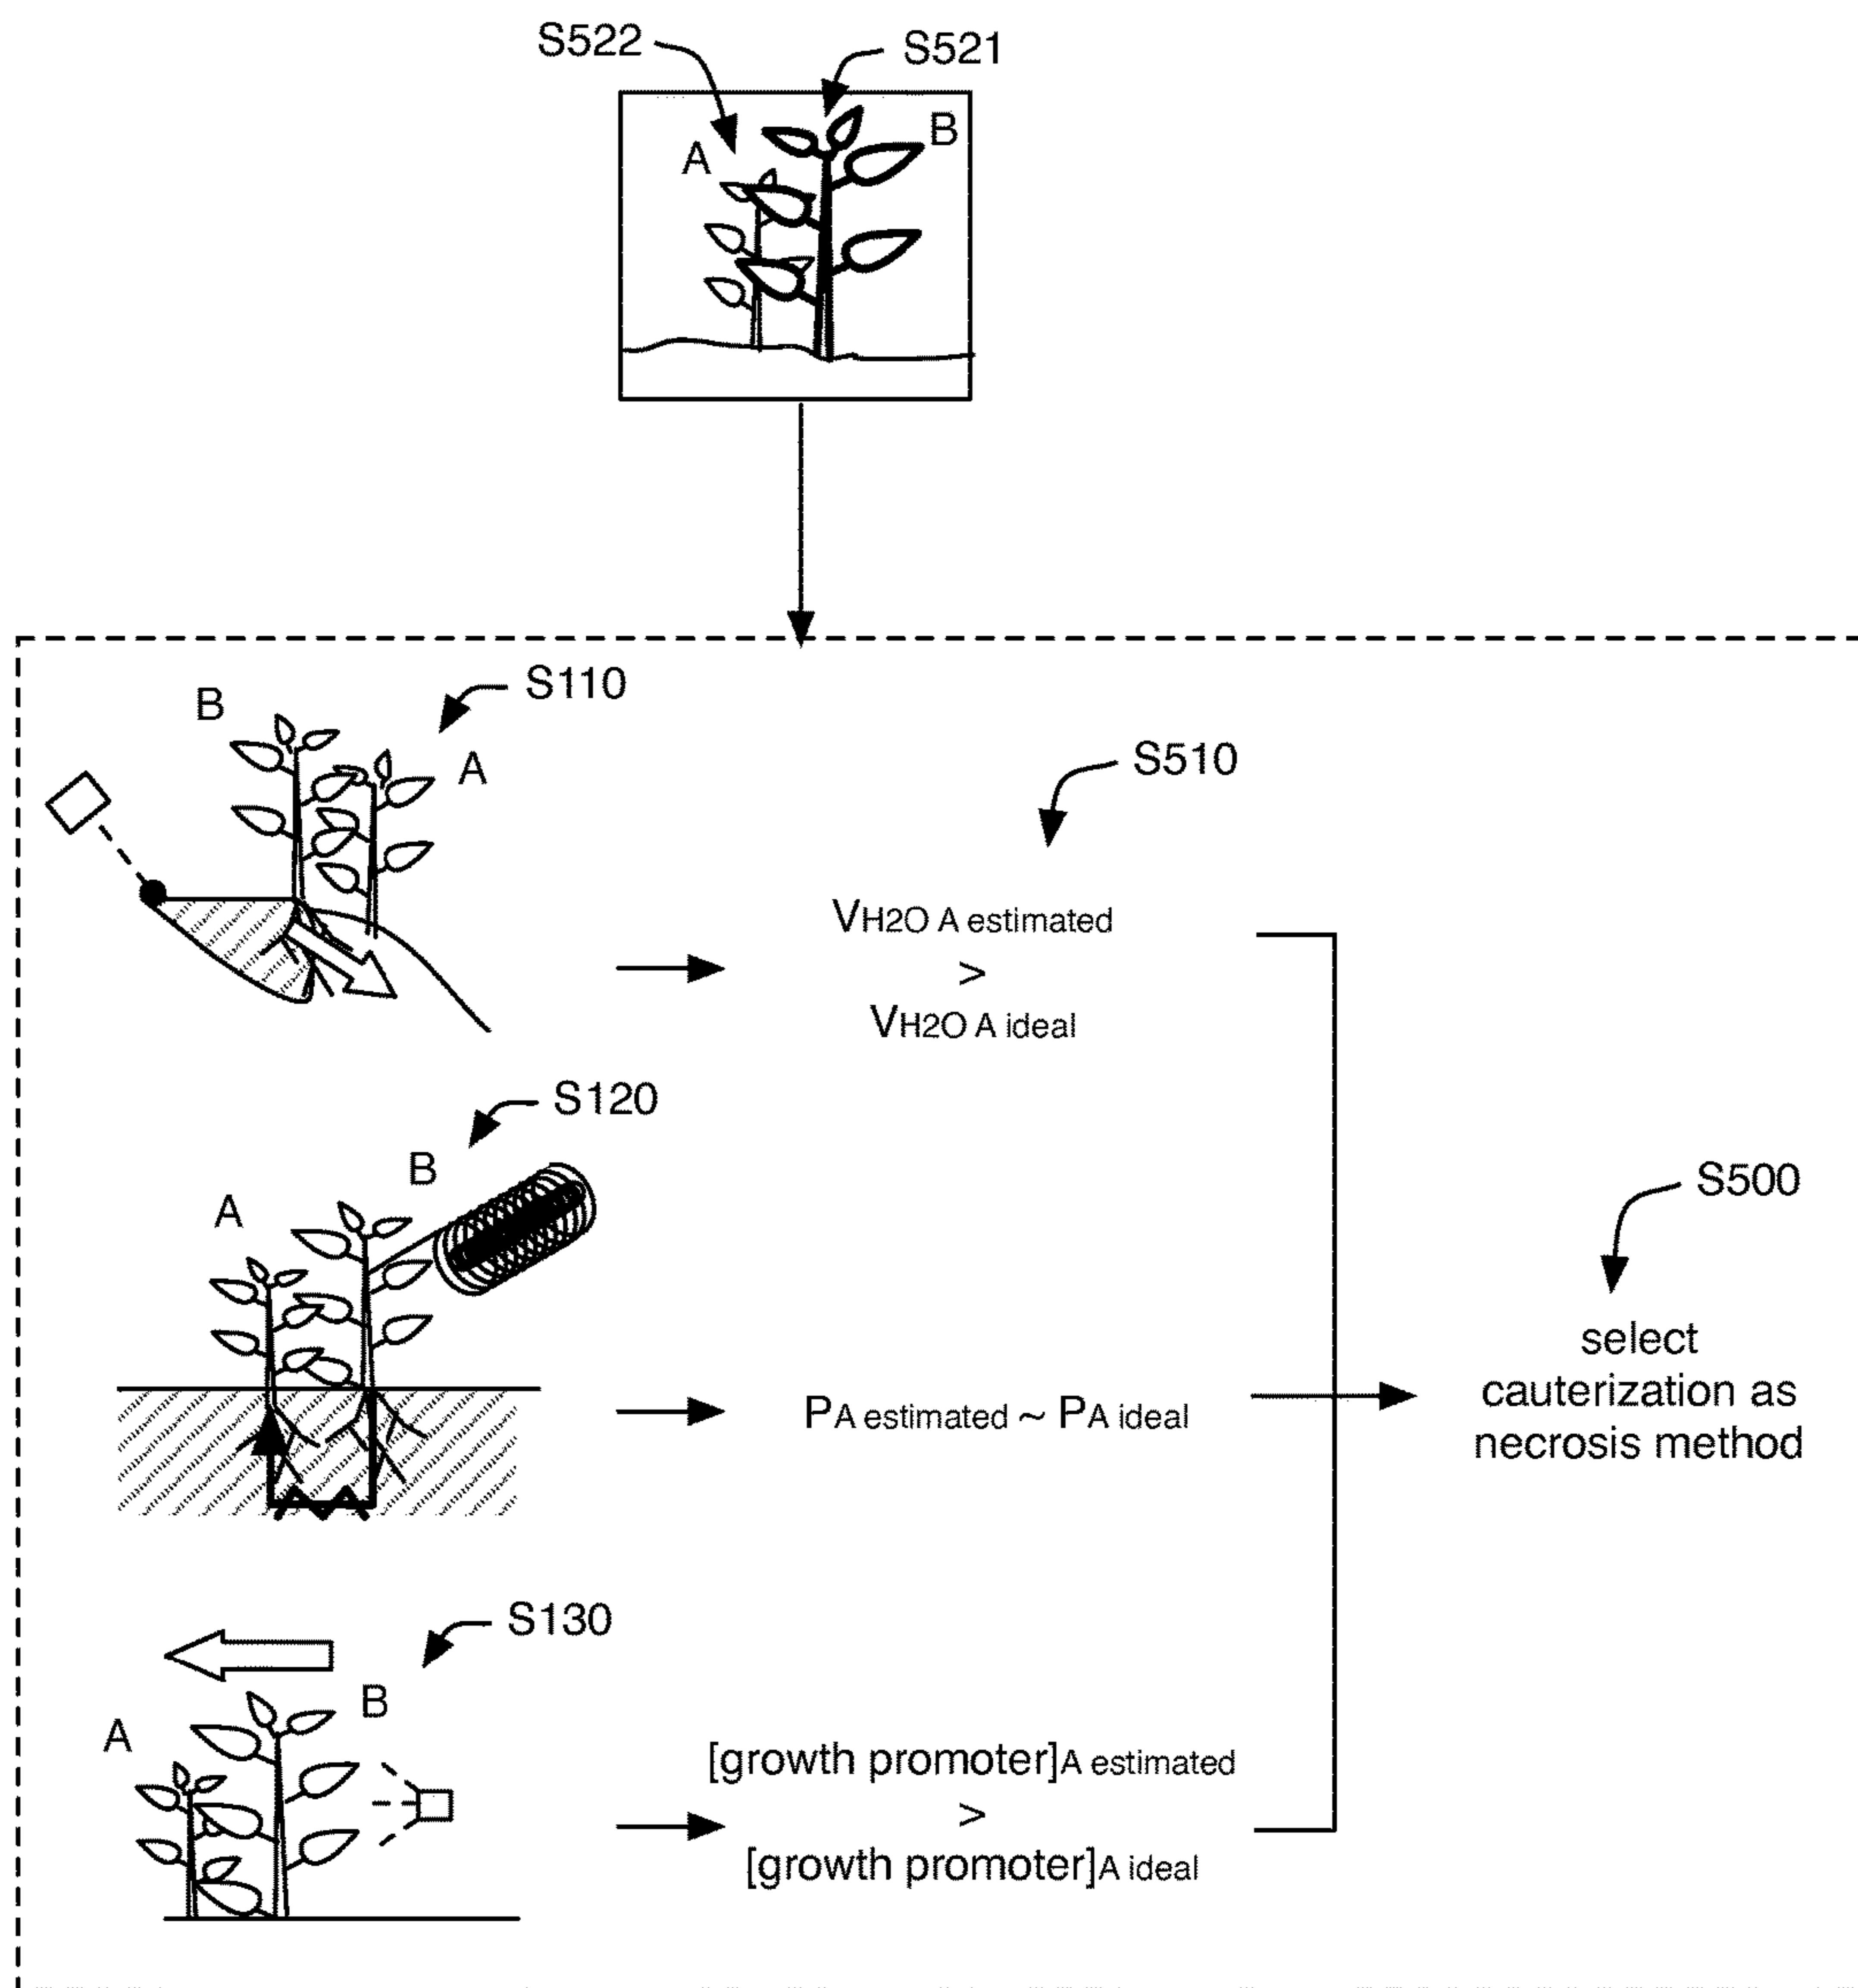 S522
S521
A
B
S110
B
A
S510
VH2O A estimated
>
VH2O A ideal
S120
B
A
S500
select
cauterization as
necrosis method
PA estimated ~ PA ideal
S130
B
A
[growth promoter]A estimated
>
[growth promoter]A ideal